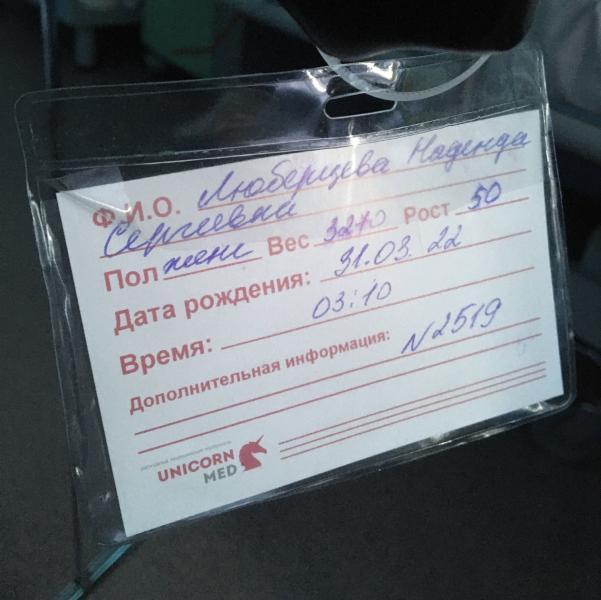 Ф.И.О. Люберцева Надежда
Сергеевна
Пол жен Вес 3270 Рост 50
Дата рождения: 31.03.22
Время: 03:10
Дополнительная информация: N2519
UNICORN
MED